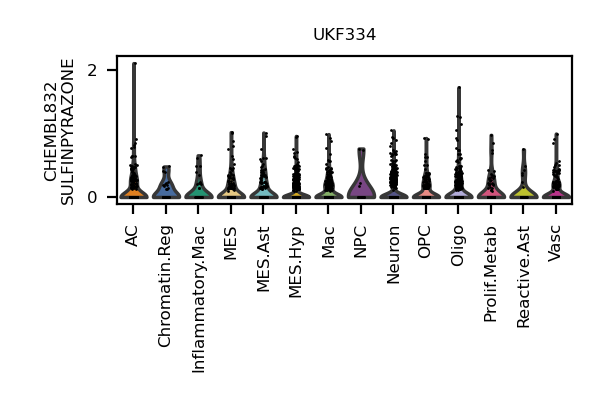 UKF334
CHEMBL832
SULFINPYRAZONE
2
0
AC
Chromatin.Reg
Inflammatory.Mac
MES
MES.Ast
MES.Hyp
Mac
NPC
Neuron
OPC
Oligo
Prolif.Metab
Reactive.Ast
Vasc